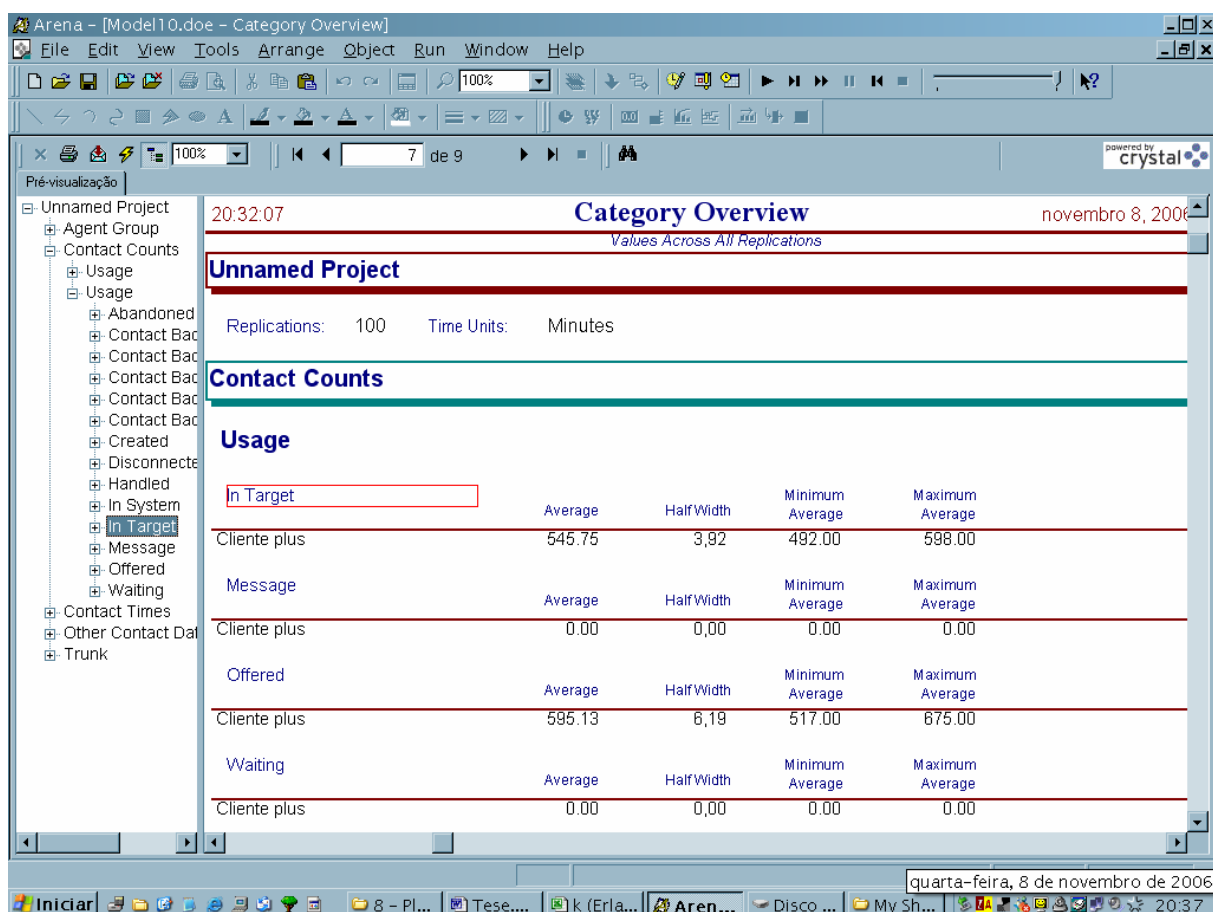 Arena - [Model10.doe - Category Overview]
File Edit View Tools Arrange Object Run Window Help
100%
100% 7 de 9 powered by crystal
Pré-visualização
Unnamed Project
Agent Group
Contact Counts
Usage
Usage
Abandoned
Contact Bac
Contact Bac
Contact Bac
Contact Bac
Contact Bac
Created
Disconnecte
Handled
In System
In Target
Message
Offered
Waiting
Contact Times
Other Contact Dat
Trunk
20:32:07 Category Overview novembro 8, 2006
Values Across All Replications
Unnamed Project
Replications: 100 Time Units: Minutes
Contact Counts
Usage
In Target Average Half Width Minimum Average Maximum Average
Cliente plus 545.75 3,92 492.00 598.00
Message Average Half Width Minimum Average Maximum Average
Cliente plus 0.00 0,00 0.00 0.00
Offered Average Half Width Minimum Average Maximum Average
Cliente plus 595.13 6,19 517.00 675.00
Waiting Average Half Width Minimum Average Maximum Average
Cliente plus 0.00 0,00 0.00 0.00
quarta-feira, 8 de novembro de 2006
Iniciar 8 - Pl... Tese.... k (Erla... Aren... Disco ... My Sh... 20:37